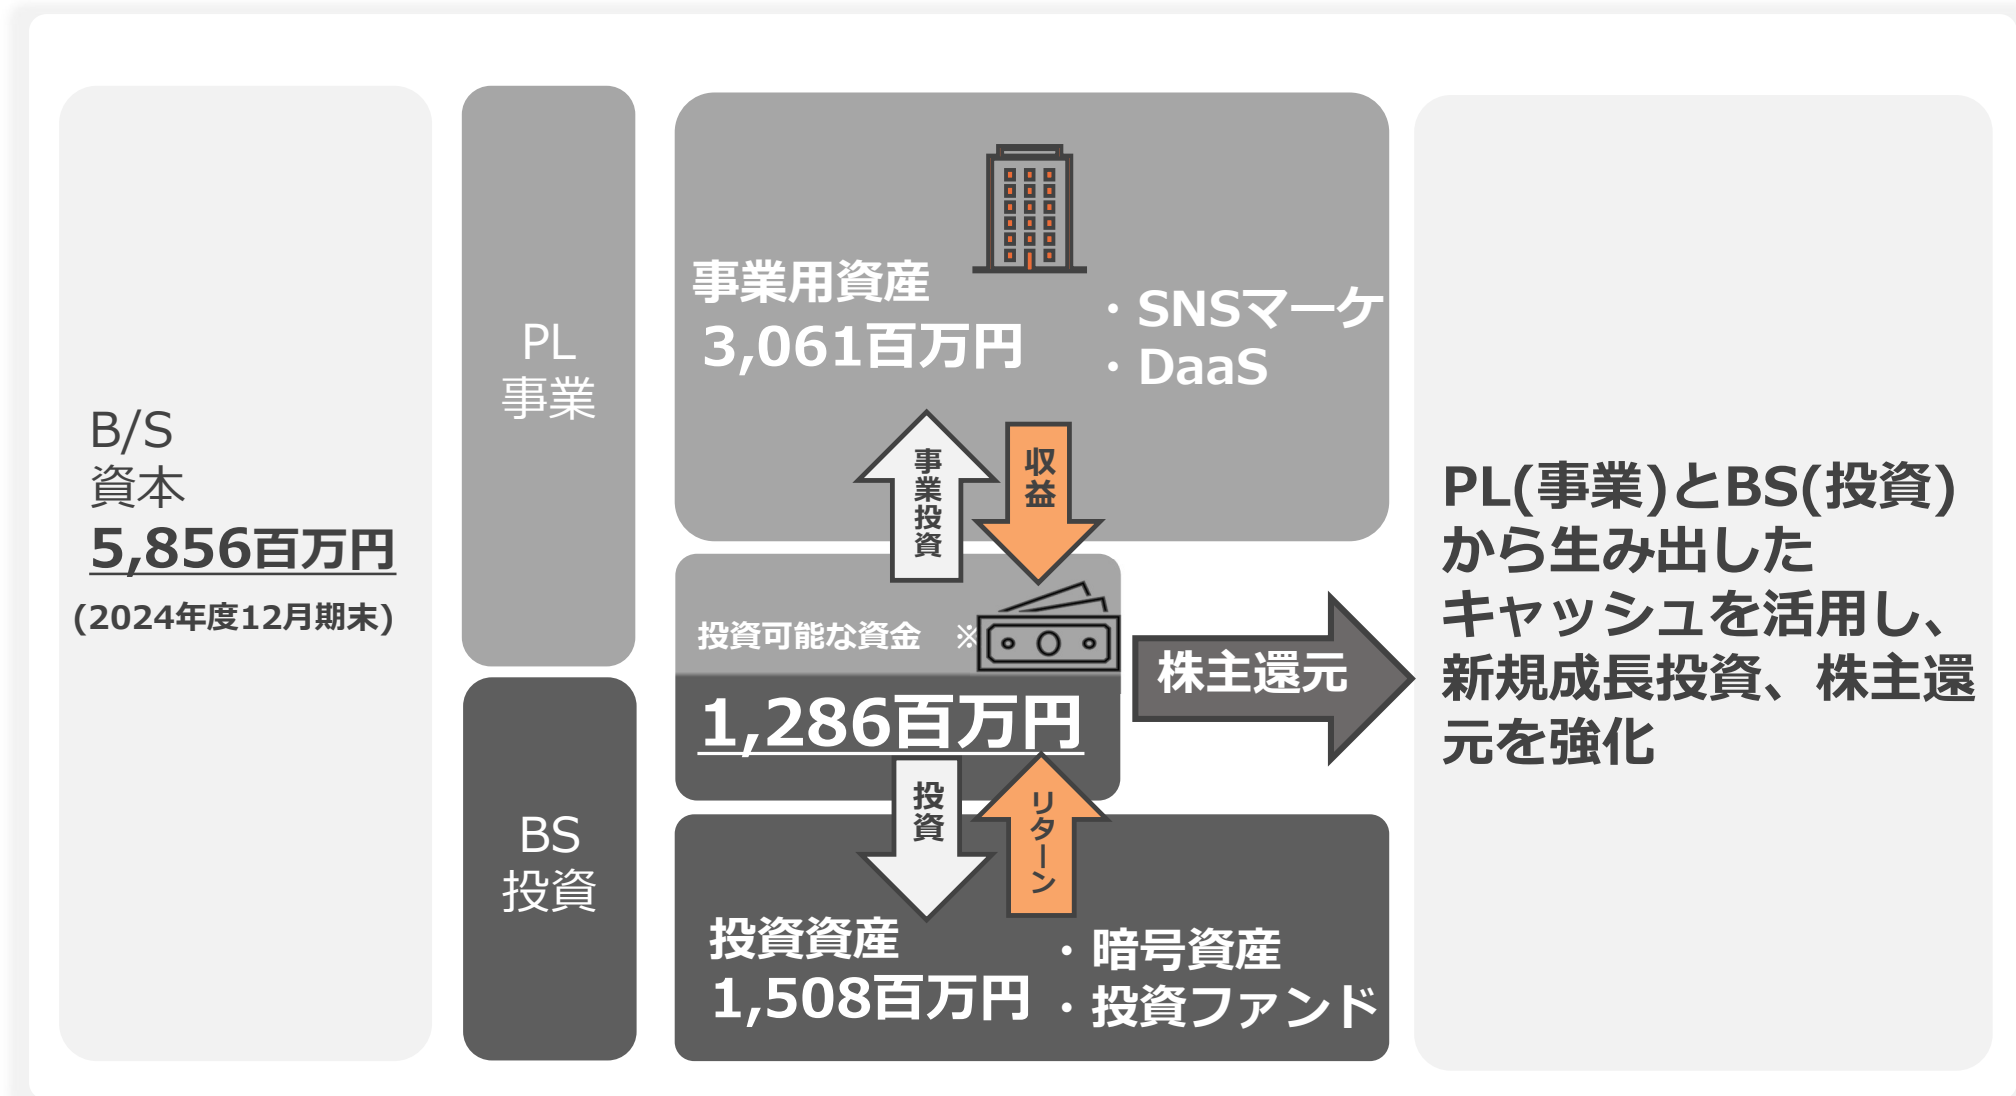 B/S
資本
5,856百万円
(2024年度12月期末)
PL
事業
BS
投資
事業用資産
3,061百万円
・SNSマーケ
・DaaS
事業投資
収益
投資可能な資金　※
1,286百万円
株主還元
投資
リターン
投資資産
1,508百万円
・暗号資産
・投資ファンド
PL(事業)とBS(投資)
から生み出した
キャッシュを活用し、
新規成長投資、株主還
元を強化